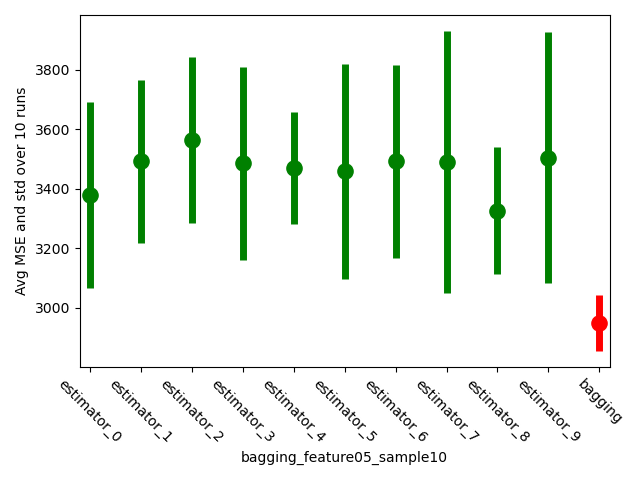 Avg MSE and std over 10 runs
3800
3600
3400
3200
3000
estimator_0
estimator_1
estimator_2
estimator_3
estimator_4
estimator_5
estimator_6
estimator_7
estimator_8
estimator_9
bagging
bagging_feature05_sample10